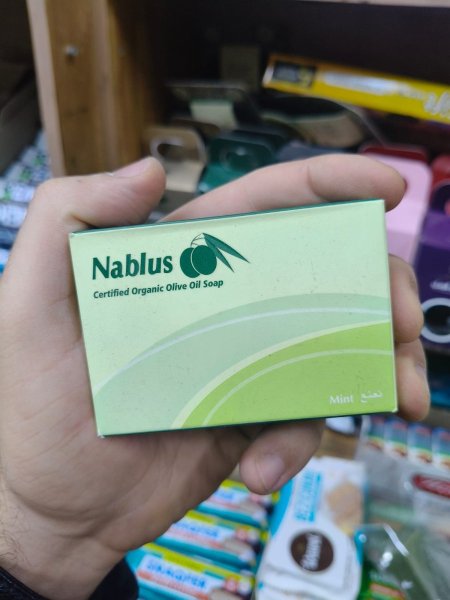 Nablus
Certified Organic Olive Oil Soap
Mint نعنع